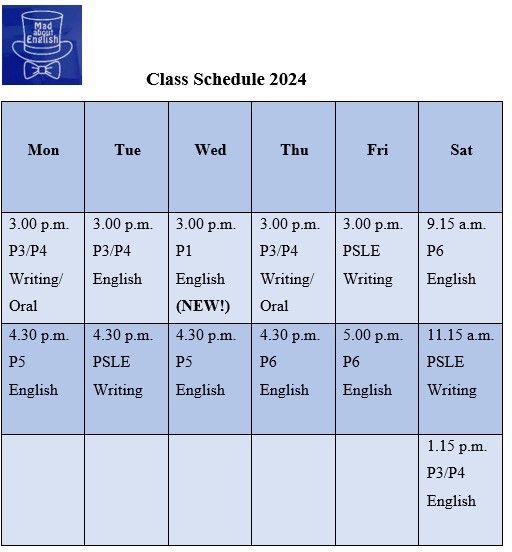 Mad
about
English
Class Schedule 2024
Mon Tue Wed Thu Fri Sat
3.00 p.m. 3.00 p.m. 3.00 p.m. 3.00 p.m. 3.00 p.m. 9.15 a.m.
P3/P4 P3/P4 P1 P3/P4 PSLE P6
Writing/ English English Writing/ Writing English
Oral (NEW!) Oral
4.30 p.m. 4.30 p.m. 4.30 p.m. 4.30 p.m. 5.00 p.m. 11.15 a.m.
P5 PSLE P5 P6 P6 PSLE
English Writing English English English Writing
1.15 p.m.
P3/P4
English